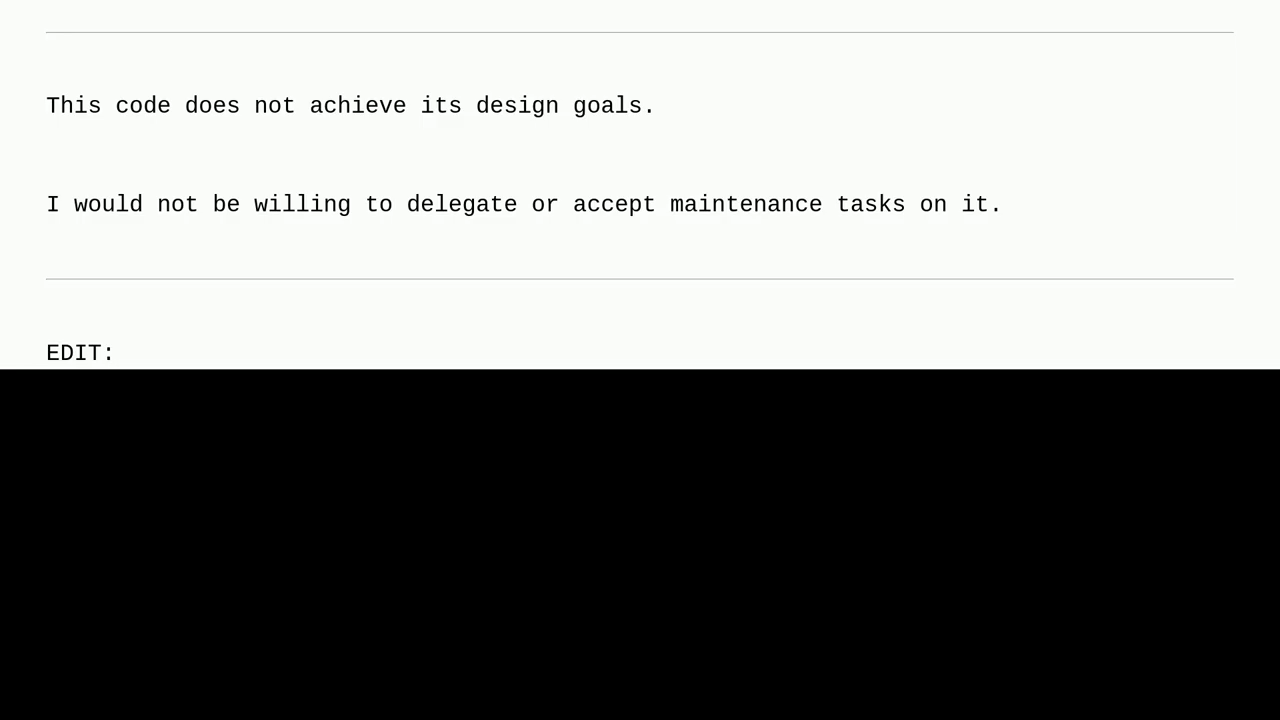 This code does not achieve its design goals.
I would not be willing to delegate or accept maintenance tasks on it.
EDIT: